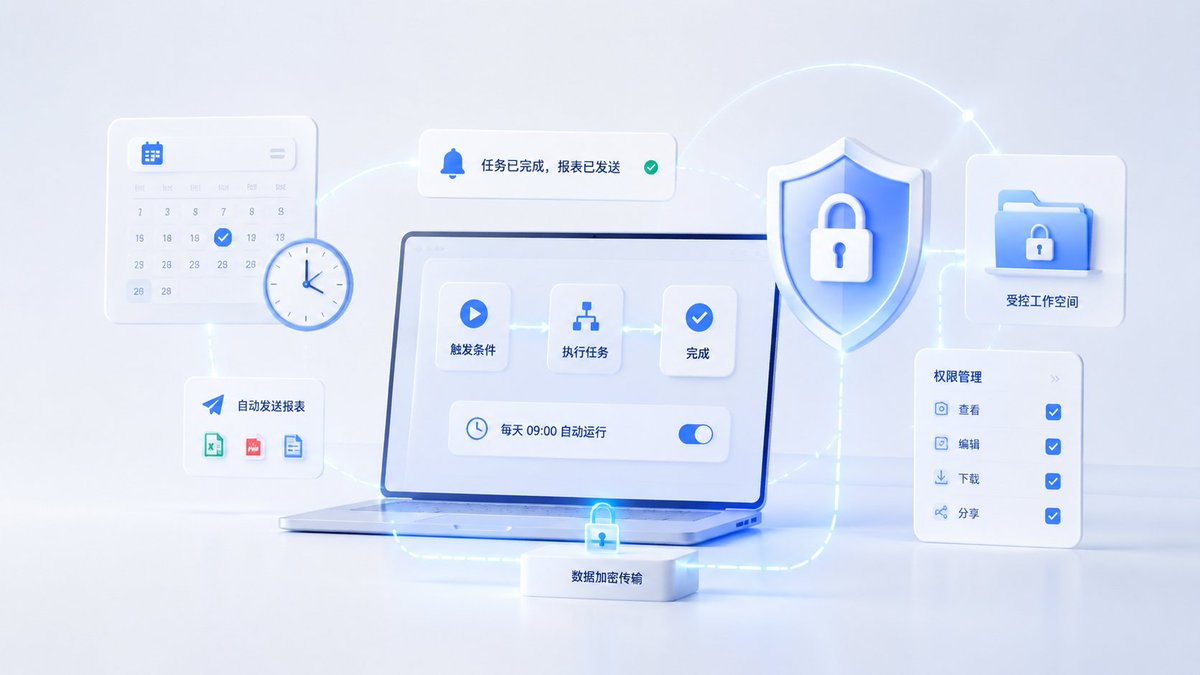 任务已完成，报表已发送
触发条件
执行任务
完成
每天 09:00 自动运行
自动发送报表
受控工作空间
权限管理
查看
编辑
下载
分享
数据加密传输